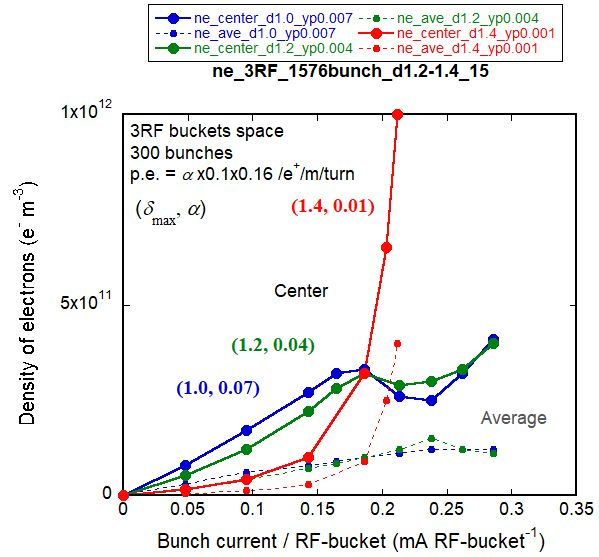 ne_center_d1.0_yp0.007 ne_ave_d1.2_yp0.004
ne_ave_d1.0_yp0.007 ne_center_d1.4_yp0.001
ne_center_d1.2_yp0.004 ne_ave_d1.4_yp0.001
ne_3RF_1576bunch_d1.2-1.4_15
1x10¹²
3RF buckets space
300 bunches
p.e. = α x0.1x0.16 /e⁺/m/turn
(δmax, α)
(1.4, 0.01)
Center
5x10¹¹
(1.2, 0.04)
(1.0, 0.07)
Average
Density of electrons (e⁻ m⁻³)
0
0 0.05 0.1 0.15 0.2 0.25 0.3 0.35
Bunch current / RF-bucket (mA RF-bucket⁻¹)